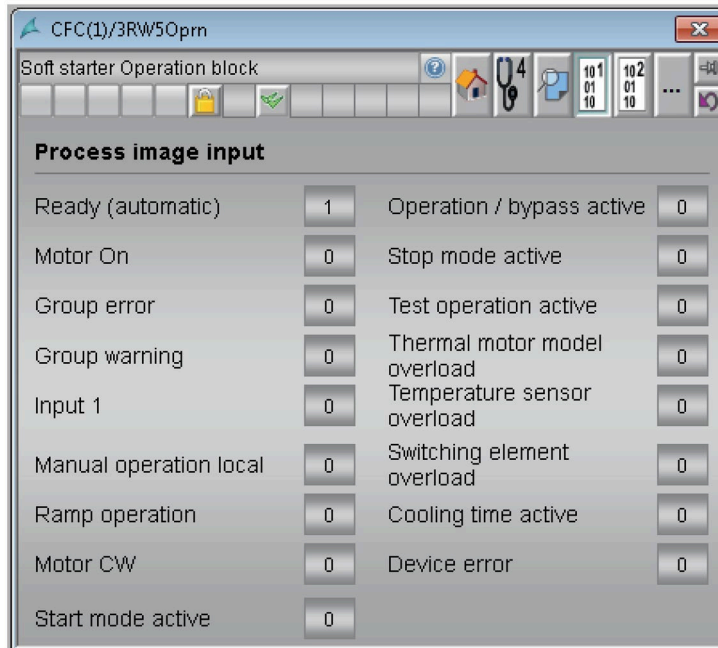 CFC(1)/3RW5Oprn
Soft starter Operation block
4
101
01
10
102
01
10
...
Process image input
Ready (automatic) 1
Operation / bypass active 0
Motor On 0
Stop mode active 0
Group error 0
Test operation active 0
Group warning 0
Thermal motor model
overload 0
Input 1 0
Temperature sensor
overload 0
Manual operation local 0
Switching element
overload 0
Ramp operation 0
Cooling time active 0
Motor CW 0
Device error 0
Start mode active 0